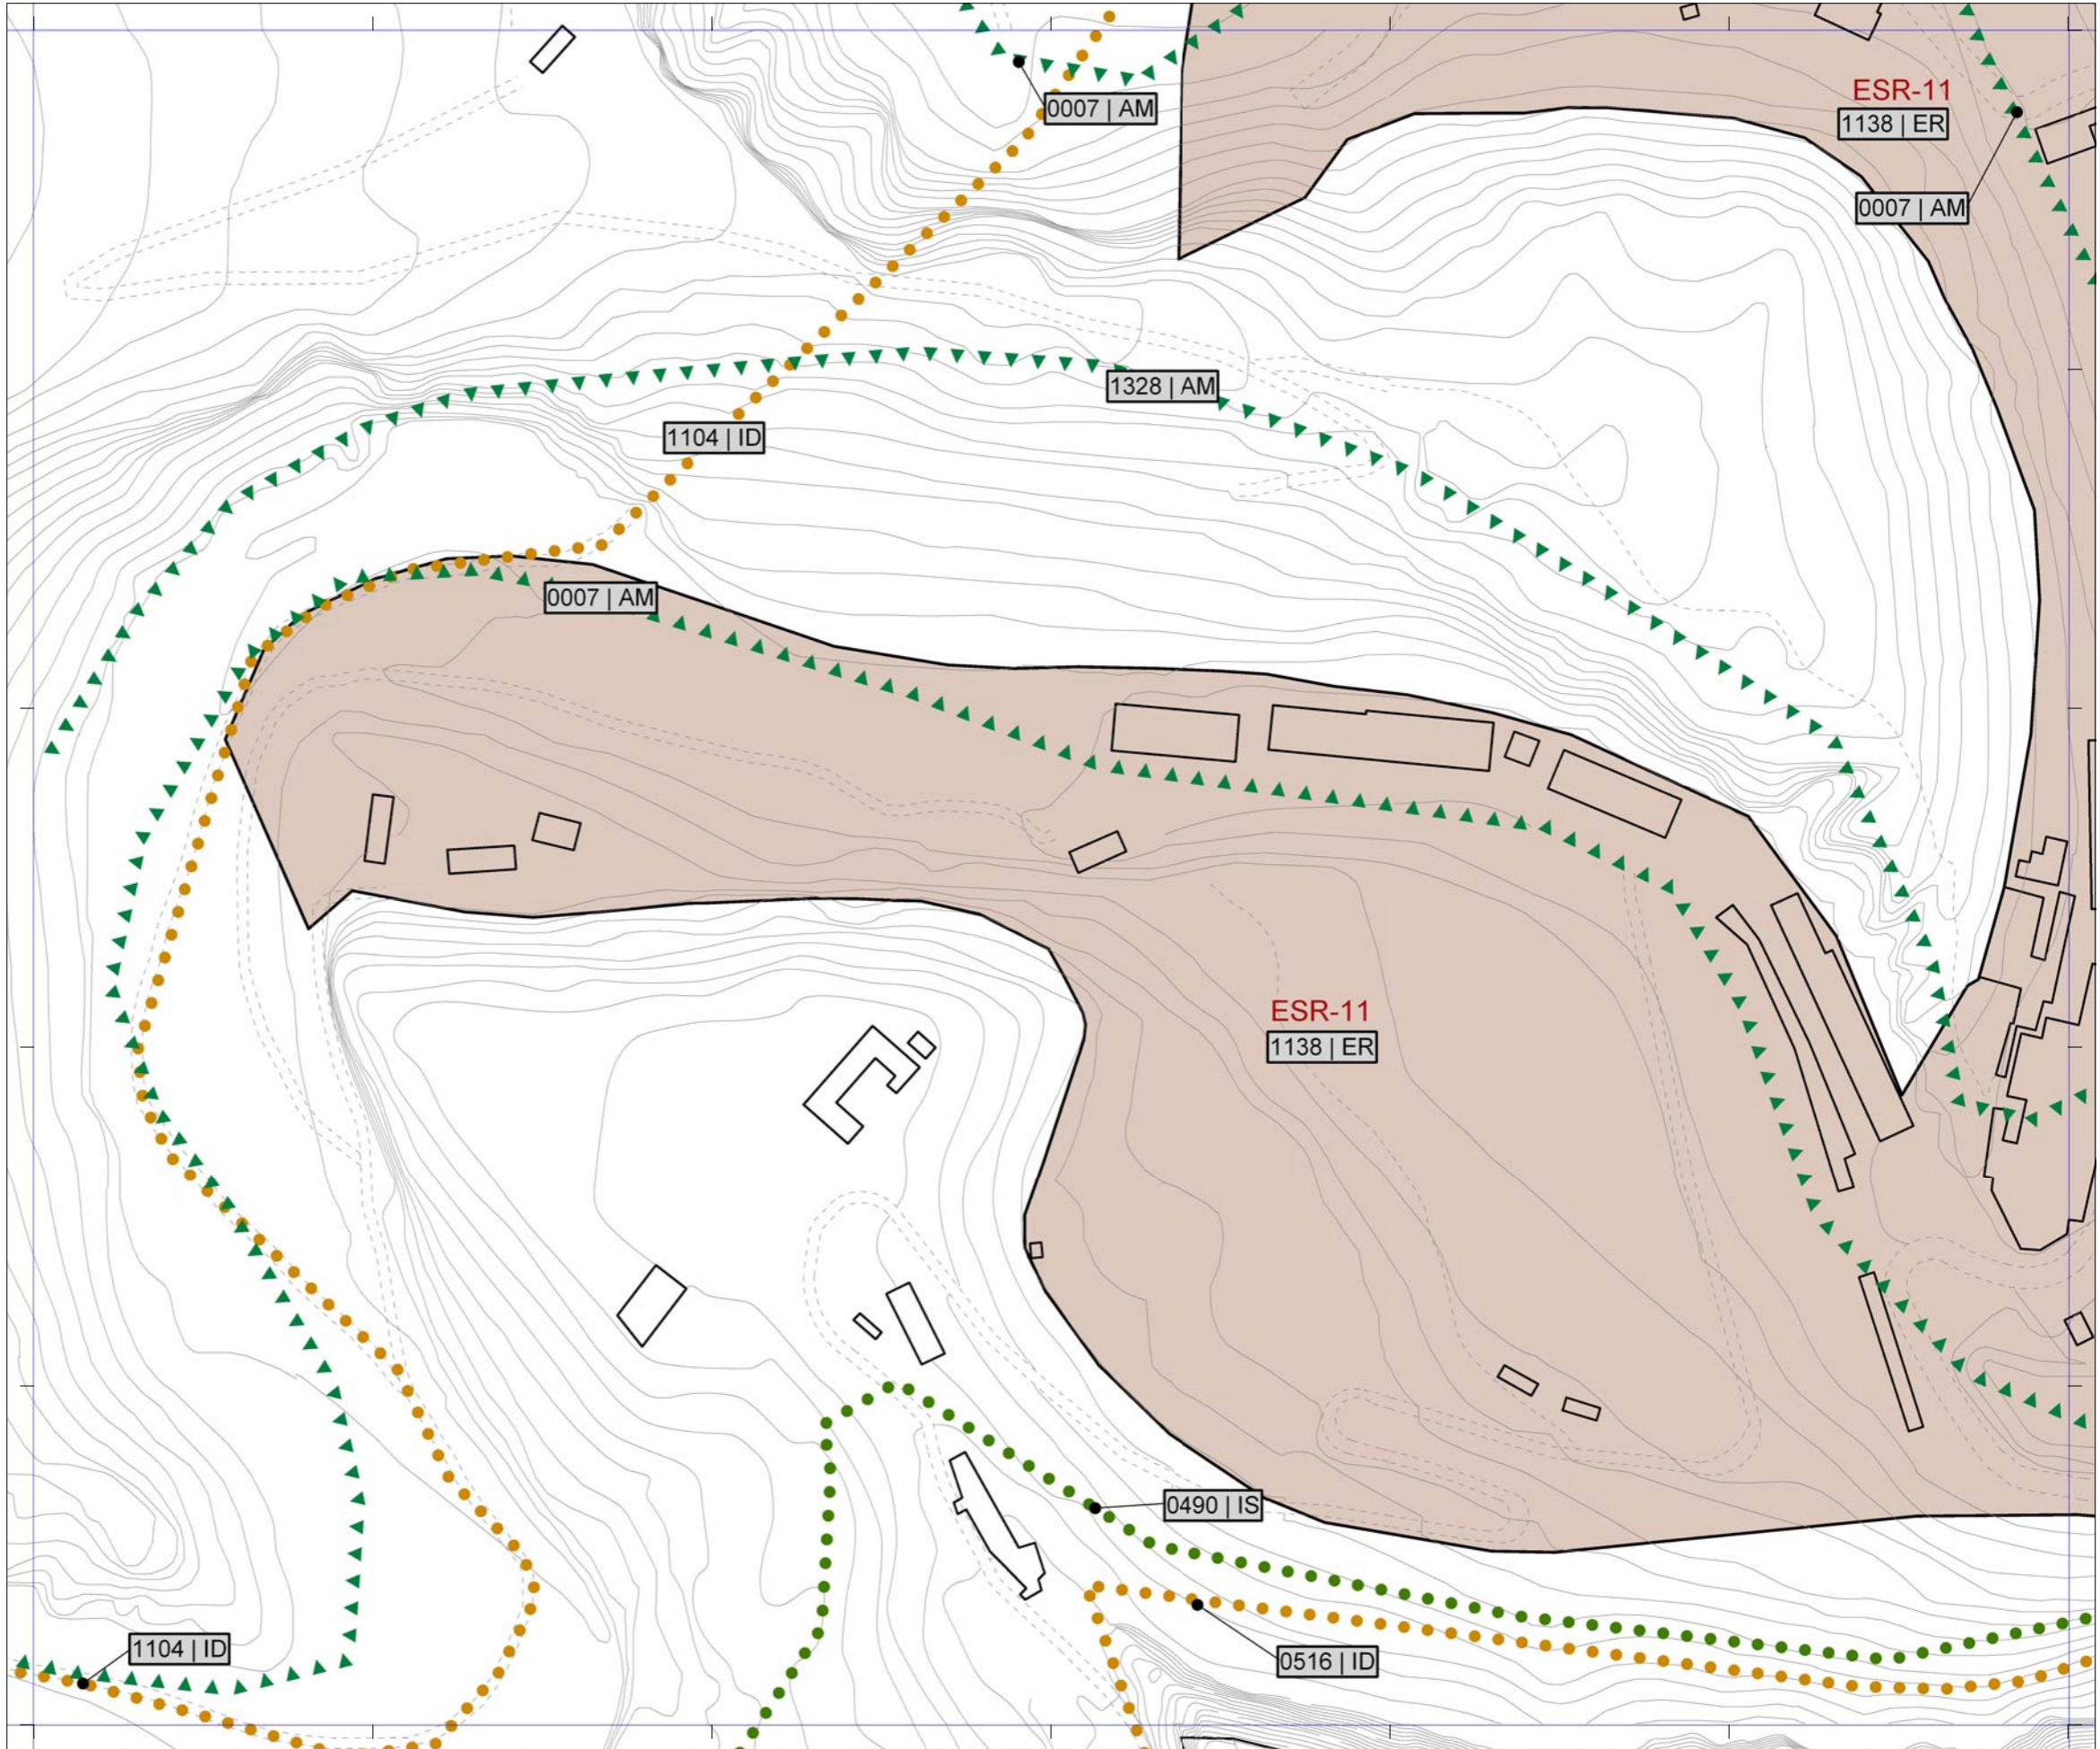 ESR-11
0007 | AM
1138 | ER
0007 | AM
1328 | AM
1104 | ID
0007 | AM
ESR-11
1138 | ER
0490 | IS
1104 | ID
0516 | ID